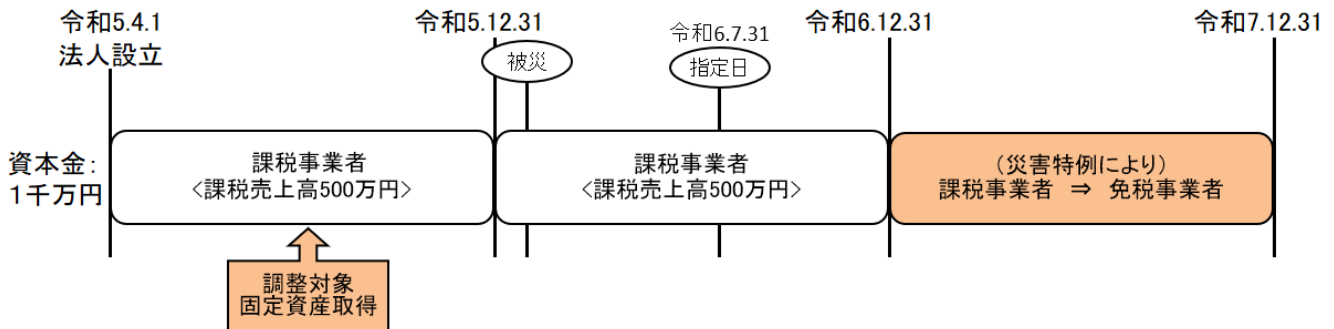 令和5.4.1
法人設立
令和5.12.31
被災
令和6.7.31
指定日
令和6.12.31
令和7.12.31
資本金：
１千万円
課税事業者
<課税売上高500万円>
課税事業者
<課税売上高500万円>
（災害特例により）
課税事業者 ⇒ 免税事業者
調整対象
固定資産取得